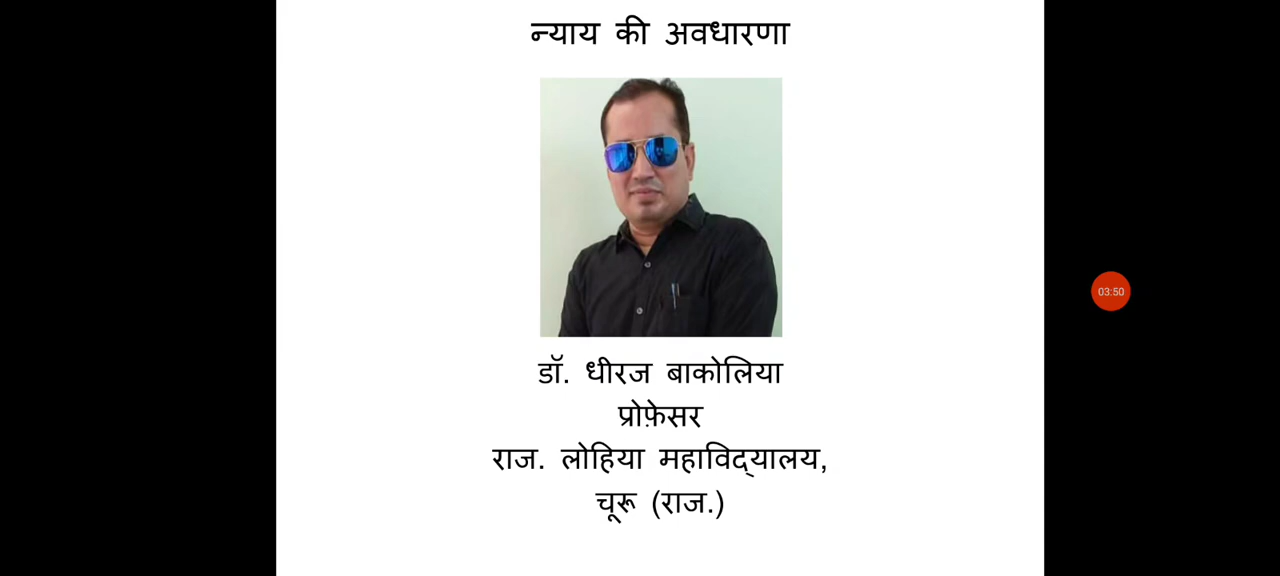 न्याय की अवधारणा
03:50
डॉ. धीरज बाकोलिया
प्रोफ़ेसर
राज. लोहिया महाविद्यालय,
चूरू (राज.)